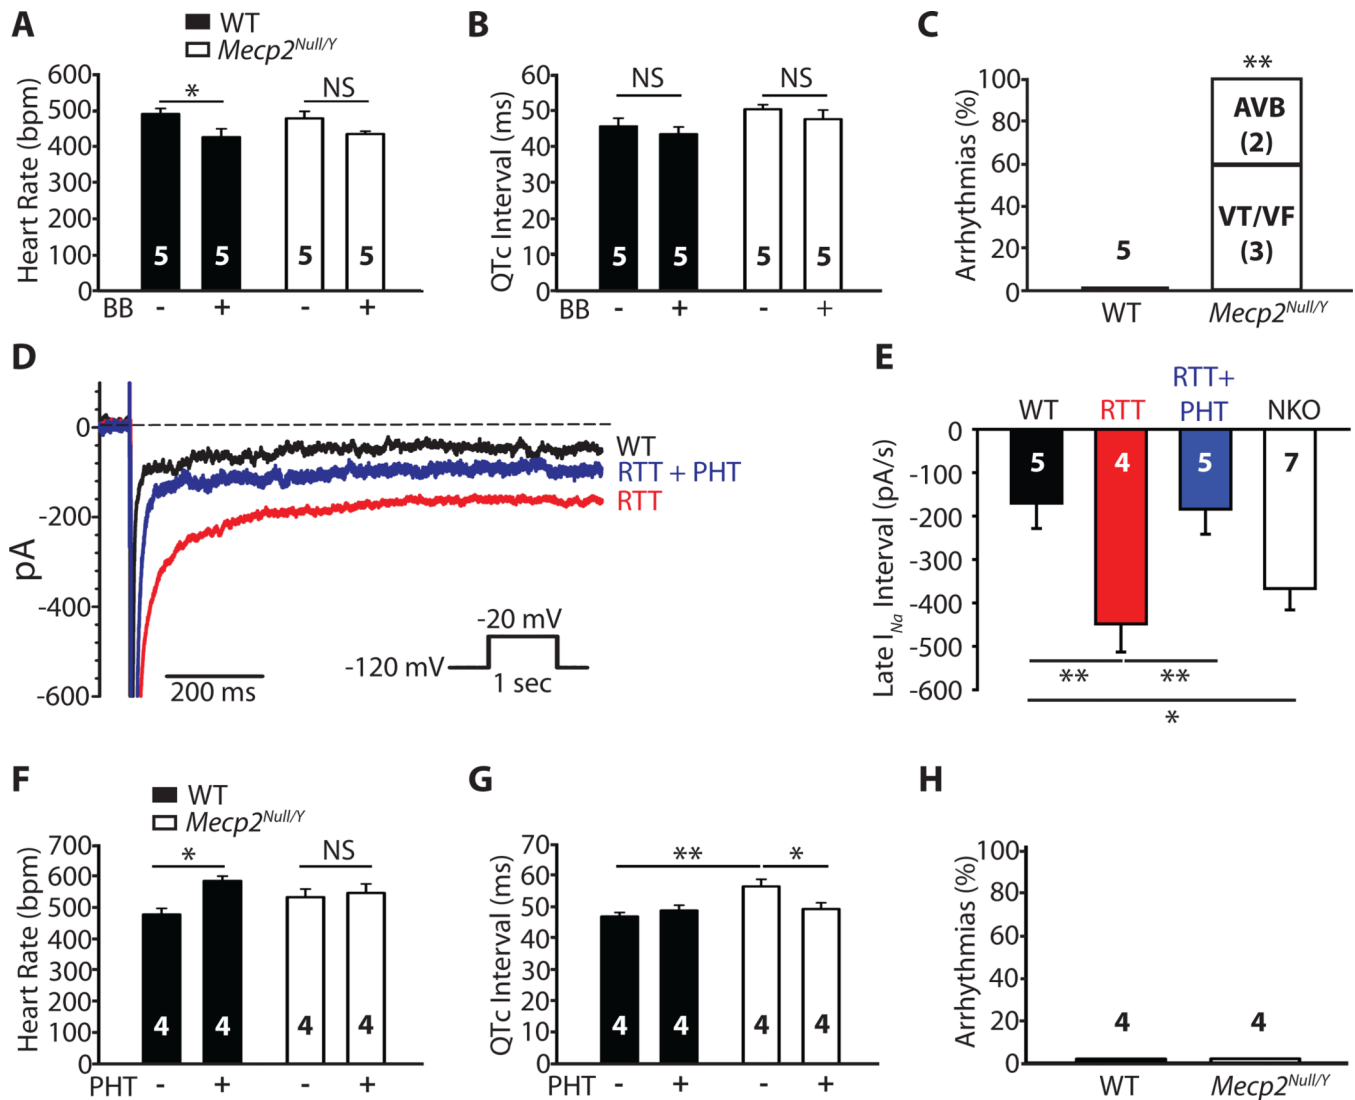 A
WT
Mecp2Null/Y
Heart Rate (bpm)
600
500
400
300
200
100
0
*
NS
5
5
5
5
BB
-
+
-
+
B
QTc Interval (ms)
60
50
40
30
20
10
0
NS
NS
5
5
5
5
BB
-
+
-
+
C
Arrhythmias (%)
100
80
60
40
20
0
**
5
AVB
(2)
VT/VF
(3)
WT
Mecp2Null/Y
D
pA
0
-200
-400
-600
WT
RTT + PHT
RTT
200 ms
-120 mV
-20 mV
1 sec
E
Late INa Interval (pA/s)
0
-100
-200
-300
-400
-500
-600
WT
RTT
RTT+
PHT
NKO
5
4
5
7
**
**
*
F
WT
Mecp2Null/Y
Heart Rate (bpm)
700
600
500
400
300
200
100
0
*
NS
4
4
4
4
PHT
-
+
-
+
G
QTc Interval (ms)
70
60
50
40
30
20
10
0
**
*
4
4
4
4
PHT
-
+
-
+
H
Arrhythmias (%)
100
80
60
40
20
0
4
4
WT
Mecp2Null/Y